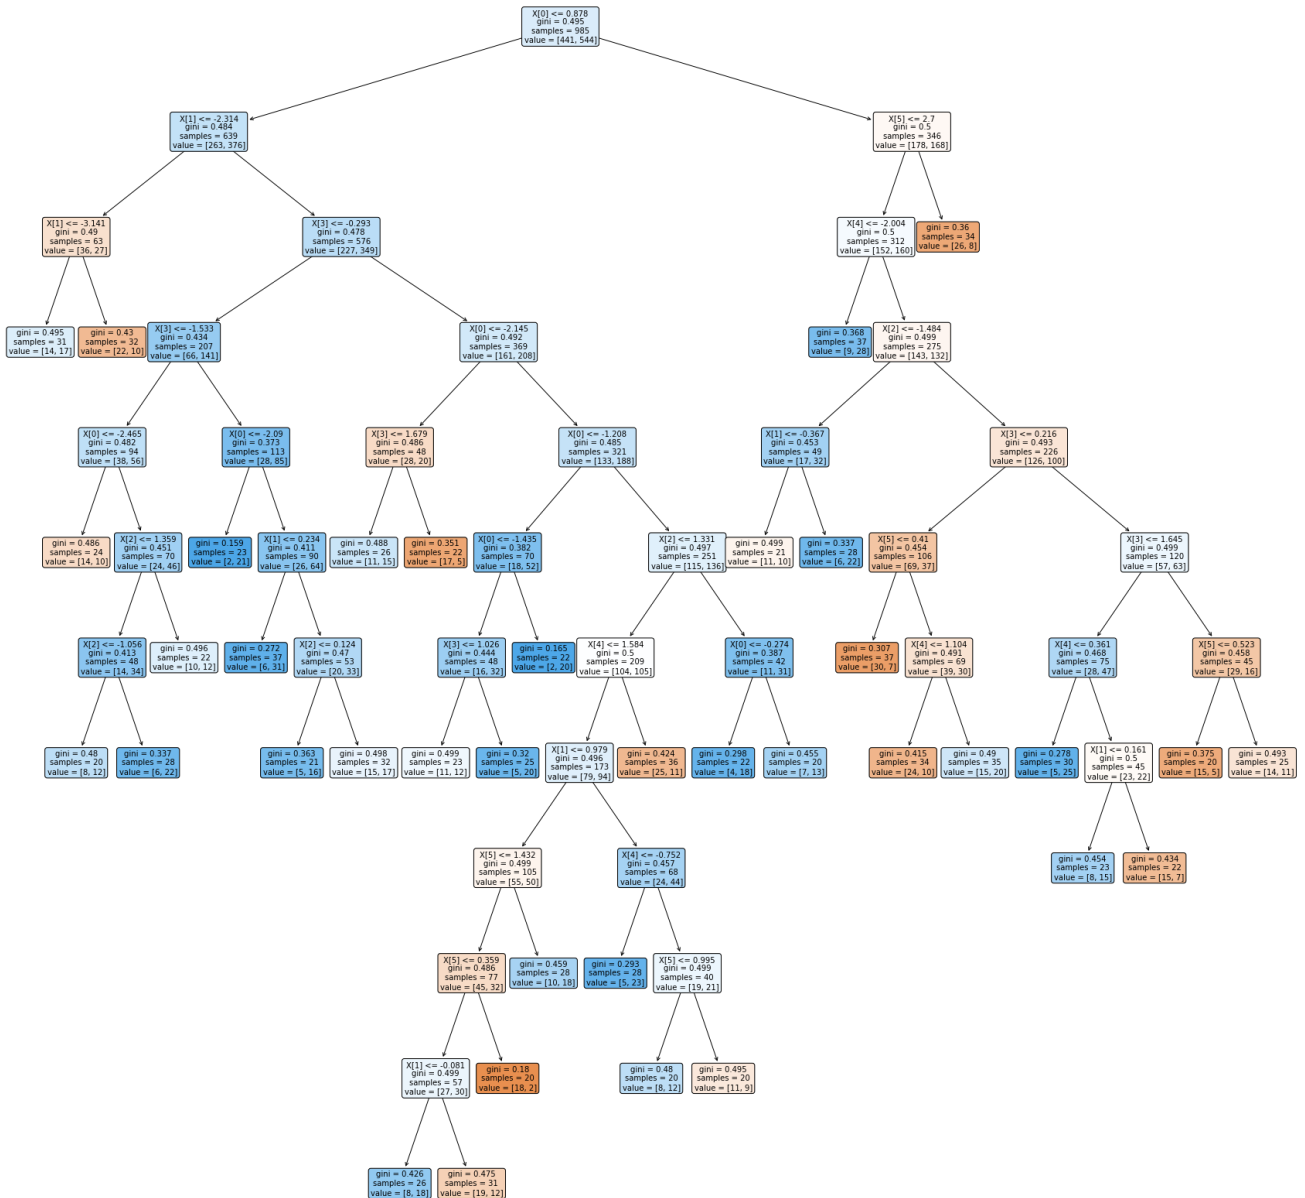 X[0] <= 0.878
gini = 0.495
samples = 985
value = [441, 544]
X[1] <= -2.314
gini = 0.484
samples = 639
value = [263, 376]
X[5] <= 2.7
gini = 0.5
samples = 346
value = [178, 168]
X[1] <= -3.141
gini = 0.49
samples = 63
value = [36, 27]
X[3] <= -0.293
gini = 0.478
samples = 576
value = [227, 349]
X[4] <= -2.004
gini = 0.5
samples = 312
value = [152, 160]
gini = 0.36
samples = 34
value = [26, 8]
gini = 0.495
samples = 31
value = [14, 17]
gini = 0.43
samples = 32
value = [22, 10]
X[3] <= -1.533
gini = 0.434
samples = 207
value = [66, 141]
X[0] <= -2.145
gini = 0.492
samples = 369
value = [161, 208]
gini = 0.368
samples = 37
value = [9, 28]
X[2] <= -1.484
gini = 0.499
samples = 275
value = [143, 132]
X[0] <= -2.465
gini = 0.482
samples = 94
value = [38, 56]
X[0] <= -2.09
gini = 0.373
samples = 113
value = [28, 85]
X[3] <= 1.679
gini = 0.486
samples = 48
value = [28, 20]
X[0] <= -1.208
gini = 0.485
samples = 321
value = [133, 188]
X[1] <= -0.367
gini = 0.453
samples = 49
value = [17, 32]
X[3] <= 0.216
gini = 0.493
samples = 226
value = [126, 100]
gini = 0.486
samples = 24
value = [14, 10]
X[2] <= 1.359
gini = 0.451
samples = 70
value = [24, 46]
gini = 0.159
samples = 23
value = [2, 21]
X[1] <= 0.234
gini = 0.411
samples = 90
value = [26, 64]
gini = 0.488
samples = 26
value = [11, 15]
gini = 0.351
samples = 22
value = [17, 5]
X[0] <= -1.435
gini = 0.382
samples = 70
value = [18, 52]
X[2] <= 1.331
gini = 0.497
samples = 251
value = [115, 136]
gini = 0.499
samples = 21
value = [11, 10]
gini = 0.337
samples = 28
value = [6, 22]
X[5] <= 0.41
gini = 0.454
samples = 106
value = [69, 37]
X[3] <= 1.645
gini = 0.499
samples = 120
value = [57, 63]
X[2] <= -1.056
gini = 0.413
samples = 48
value = [14, 34]
gini = 0.496
samples = 22
value = [10, 12]
gini = 0.272
samples = 37
value = [6, 31]
X[2] <= 0.124
gini = 0.47
samples = 53
value = [20, 33]
X[3] <= 1.026
gini = 0.444
samples = 48
value = [16, 32]
gini = 0.165
samples = 22
value = [2, 20]
X[4] <= 1.584
gini = 0.5
samples = 209
value = [104, 105]
X[0] <= -0.274
gini = 0.387
samples = 42
value = [11, 31]
gini = 0.307
samples = 37
value = [30, 7]
X[4] <= 1.104
gini = 0.491
samples = 69
value = [39, 30]
X[4] <= 0.361
gini = 0.468
samples = 75
value = [28, 47]
X[5] <= 0.523
gini = 0.458
samples = 45
value = [29, 16]
gini = 0.48
samples = 20
value = [8, 12]
gini = 0.337
samples = 28
value = [6, 22]
gini = 0.363
samples = 21
value = [5, 16]
gini = 0.498
samples = 32
value = [15, 17]
gini = 0.499
samples = 23
value = [11, 12]
gini = 0.32
samples = 25
value = [5, 20]
X[1] <= 0.979
gini = 0.496
samples = 173
value = [79, 94]
gini = 0.424
samples = 36
value = [25, 11]
gini = 0.298
samples = 22
value = [4, 18]
gini = 0.455
samples = 20
value = [7, 13]
gini = 0.415
samples = 34
value = [24, 10]
gini = 0.49
samples = 35
value = [15, 20]
gini = 0.278
samples = 30
value = [5, 25]
X[1] <= 0.161
gini = 0.5
samples = 45
value = [23, 22]
gini = 0.375
samples = 20
value = [15, 5]
gini = 0.493
samples = 25
value = [14, 11]
X[5] <= 1.432
gini = 0.499
samples = 105
value = [55, 50]
X[4] <= -0.752
gini = 0.457
samples = 68
value = [24, 44]
gini = 0.454
samples = 23
value = [8, 15]
gini = 0.434
samples = 22
value = [15, 7]
X[5] <= 0.359
gini = 0.486
samples = 77
value = [45, 32]
gini = 0.459
samples = 28
value = [10, 18]
gini = 0.293
samples = 28
value = [5, 23]
X[5] <= 0.995
gini = 0.499
samples = 40
value = [19, 21]
X[1] <= -0.081
gini = 0.499
samples = 57
value = [27, 30]
gini = 0.18
samples = 20
value = [18, 2]
gini = 0.48
samples = 20
value = [8, 12]
gini = 0.495
samples = 20
value = [11, 9]
gini = 0.426
samples = 26
value = [8, 18]
gini = 0.475
samples = 31
value = [19, 12]